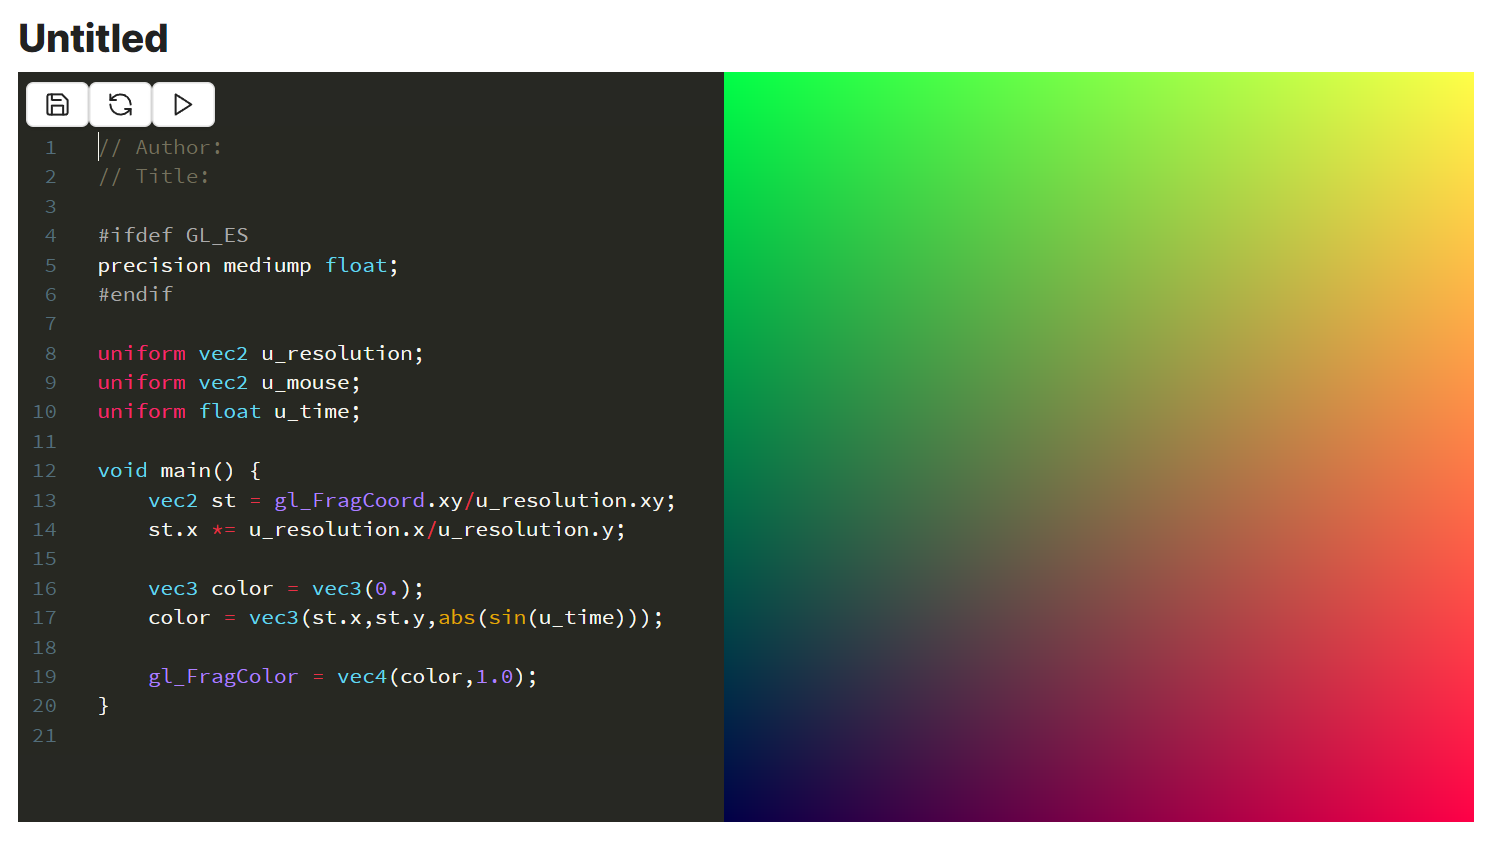 Untitled
1 // Author:
2 // Title:
3
4 #ifdef GL_ES
5 precision mediump float;
6 #endif
7
8 uniform vec2 u_resolution;
9 uniform vec2 u_mouse;
10 uniform float u_time;
11
12 void main() {
13     vec2 st = gl_FragCoord.xy/u_resolution.xy;
14     st.x *= u_resolution.x/u_resolution.y;
15
16     vec3 color = vec3(0.);
17     color = vec3(st.x,st.y,abs(sin(u_time)));
18
19     gl_FragColor = vec4(color,1.0);
20 }
21